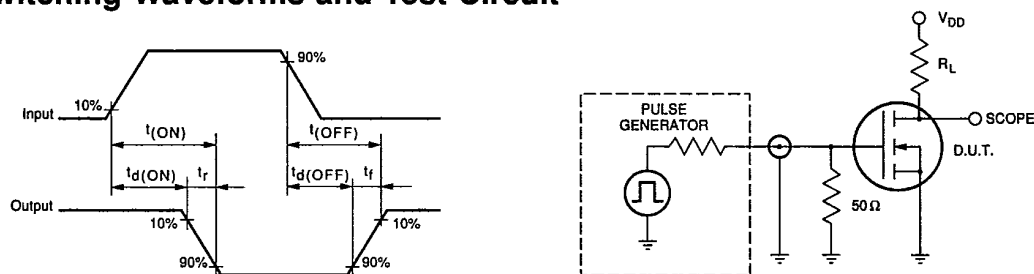 Switching Waveforms and Test Circuit
Input
10%
90%
t(ON)
t(OFF)
td(ON)
tr
td(OFF)
tf
Output
10%
10%
90%
90%
PULSE
GENERATOR
VDD
RL
SCOPE
D.U.T.
50Ω